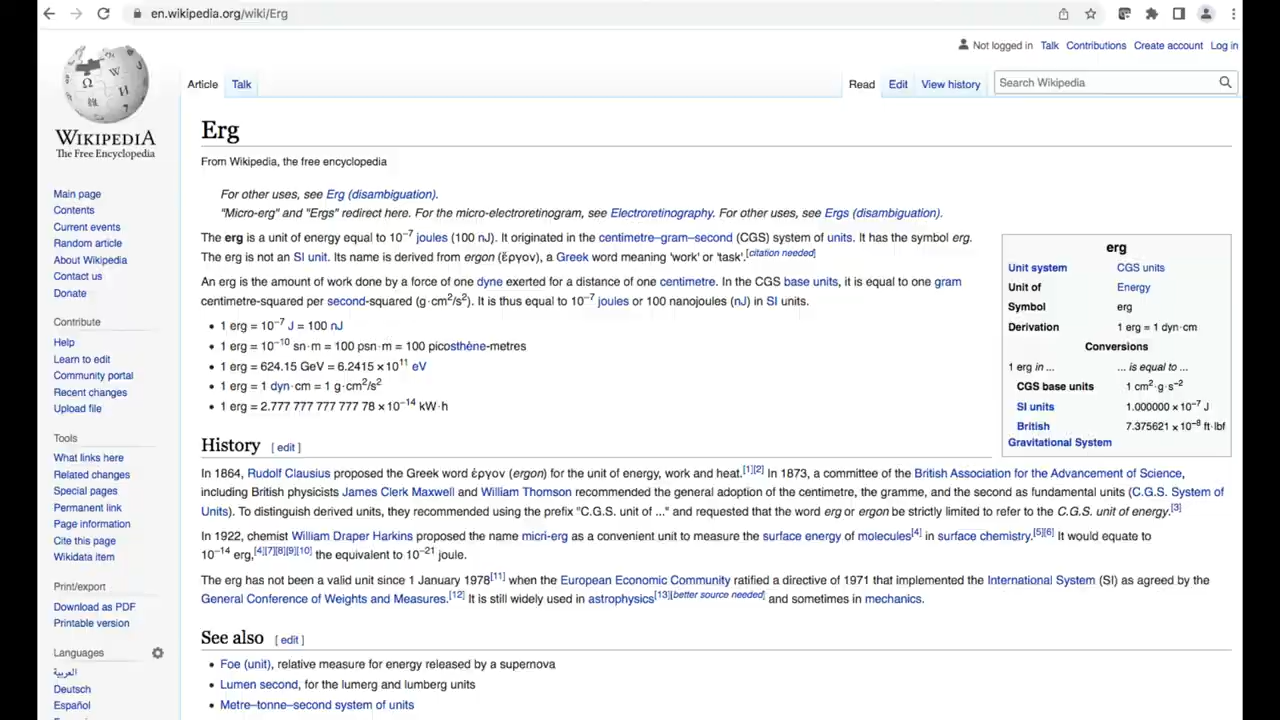 en.wikipedia.org/wiki/Erg
Not logged in Talk Contributions Create account Log in
Article Talk Read Edit View history Search Wikipedia
WIKIPEDIA
The Free Encyclopedia
Main page
Contents
Current events
Random article
About Wikipedia
Contact us
Donate
Contribute
Help
Learn to edit
Community portal
Recent changes
Upload file
Tools
What links here
Related changes
Special pages
Permanent link
Page information
Cite this page
Wikidata item
Print/export
Download as PDF
Printable version
Languages
العربية
Deutsch
Español
Erg
From Wikipedia, the free encyclopedia
For other uses, see Erg (disambiguation).
"Micro-erg" and "Ergs" redirect here. For the micro-electroretinogram, see Electroretinography. For other uses, see Ergs (disambiguation).
The erg is a unit of energy equal to 10⁻⁷ joules (100 nJ). It originated in the centimetre–gram–second (CGS) system of units. It has the symbol erg.
The erg is not an SI unit. Its name is derived from ergon (ἔργον), a Greek word meaning 'work' or 'task'.[citation needed]
An erg is the amount of work done by a force of one dyne exerted for a distance of one centimetre. In the CGS base units, it is equal to one gram
centimetre-squared per second-squared (g·cm²/s²). It is thus equal to 10⁻⁷ joules or 100 nanojoules (nJ) in SI units.
• 1 erg = 10⁻⁷ J = 100 nJ
• 1 erg = 10⁻¹⁰ sn·m = 100 psn·m = 100 picosthène-metres
• 1 erg = 624.15 GeV = 6.2415 × 10¹¹ eV
• 1 erg = 1 dyn·cm = 1 g·cm²/s²
• 1 erg = 2.777 777 777 777 78 × 10⁻¹⁴ kW·h
erg
Unit system CGS units
Unit of Energy
Symbol erg
Derivation 1 erg = 1 dyn·cm
Conversions
1 erg in ... ... is equal to ...
CGS base units 1 cm²·g·s⁻²
SI units 1.000000 × 10⁻⁷ J
British 7.375621 × 10⁻⁸ ft·lbf
Gravitational System
History [ edit ]
In 1864, Rudolf Clausius proposed the Greek word ἐργον (ergon) for the unit of energy, work and heat.[1][2] In 1873, a committee of the British Association for the Advancement of Science,
including British physicists James Clerk Maxwell and William Thomson recommended the general adoption of the centimetre, the gramme, and the second as fundamental units (C.G.S. System of
Units). To distinguish derived units, they recommended using the prefix "C.G.S. unit of ..." and requested that the word erg or ergon be strictly limited to refer to the C.G.S. unit of energy.[3]
In 1922, chemist William Draper Harkins proposed the name micri-erg as a convenient unit to measure the surface energy of molecules[4] in surface chemistry.[5][6] It would equate to
10⁻¹⁴ erg,[4][7][8][9][10] the equivalent to 10⁻²¹ joule.
The erg has not been a valid unit since 1 January 1978[11] when the European Economic Community ratified a directive of 1971 that implemented the International System (SI) as agreed by the
General Conference of Weights and Measures.[12] It is still widely used in astrophysics[13][better source needed] and sometimes in mechanics.
See also [ edit ]
• Foe (unit), relative measure for energy released by a supernova
• Lumen second, for the lumerg and lumberg units
• Metre–tonne–second system of units